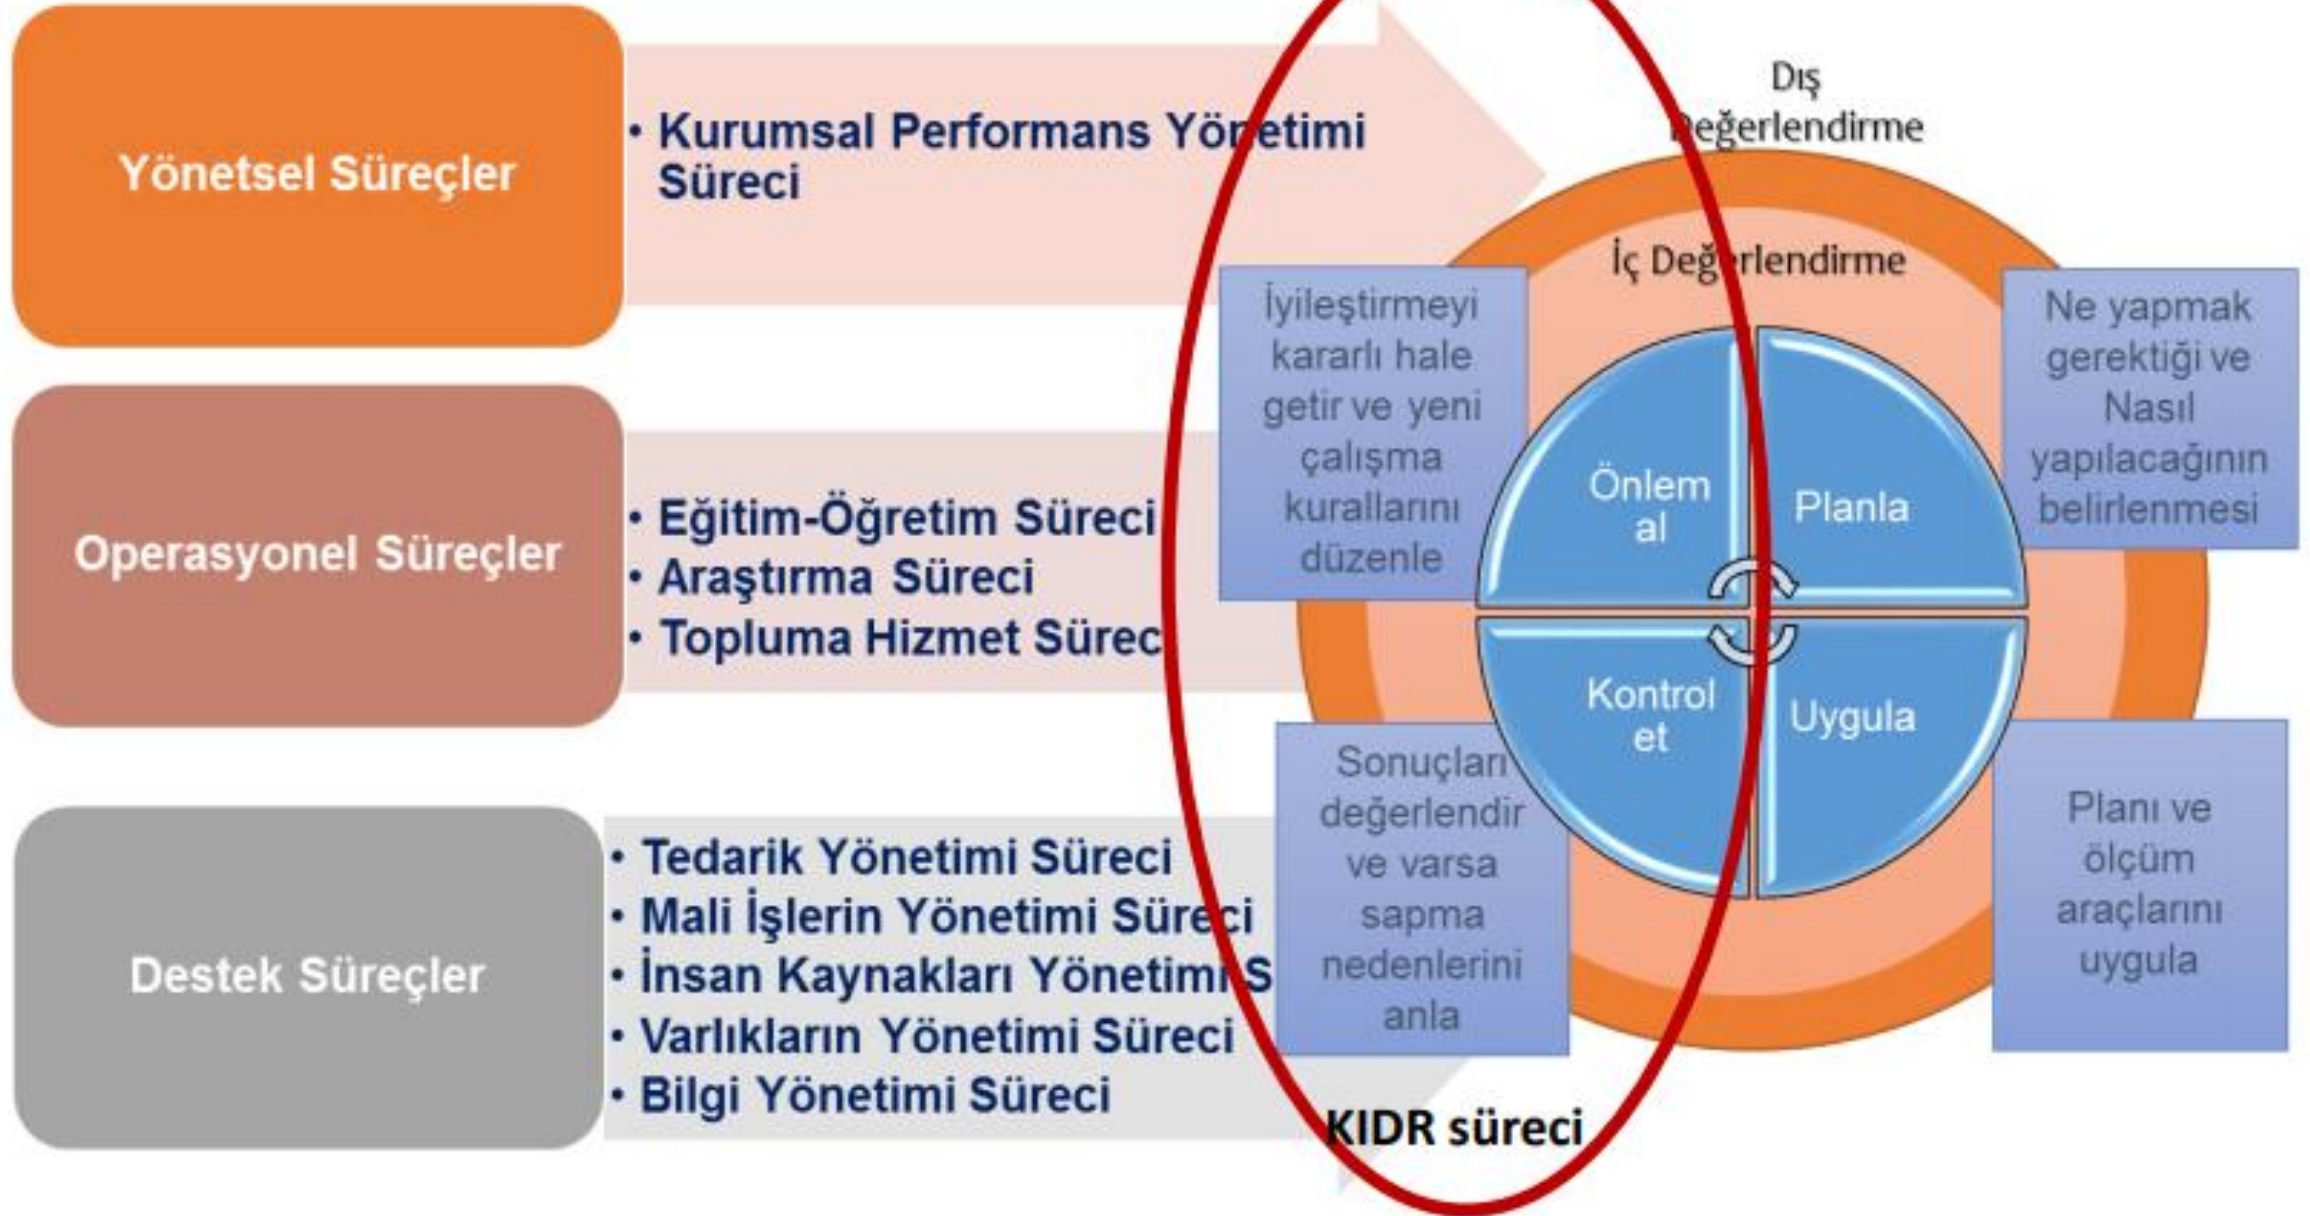 Yönetsel Süreçler
• Kurumsal Performans Yönetimi
Süreci
Operasyonel Süreçler
• Eğitim-Öğretim Süreci
• Araştırma Süreci
• Topluma Hizmet Sürec
Destek Süreçler
• Tedarik Yönetimi Süreci
• Mali İşlerin Yönetimi Süreci
• İnsan Kaynakları Yönetimi S
• Varlıkların Yönetimi Süreci
• Bilgi Yönetimi Süreci
Dış
Değerlendirme
İç Değerlendirme
İyileştirmeyi
kararlı hale
getir ve yeni
çalışma
kurallarını
düzenle
Ne yapmak
gerektiği ve
Nasıl
yapılacağının
belirlenmesi
Önlem
al
Planla
Kontrol
et
Uygula
Sonuçları
değerlendir
ve varsa
sapma
nedenlerini
anla
Planı ve
ölçüm
araçlarını
uygula
KIDR süreci